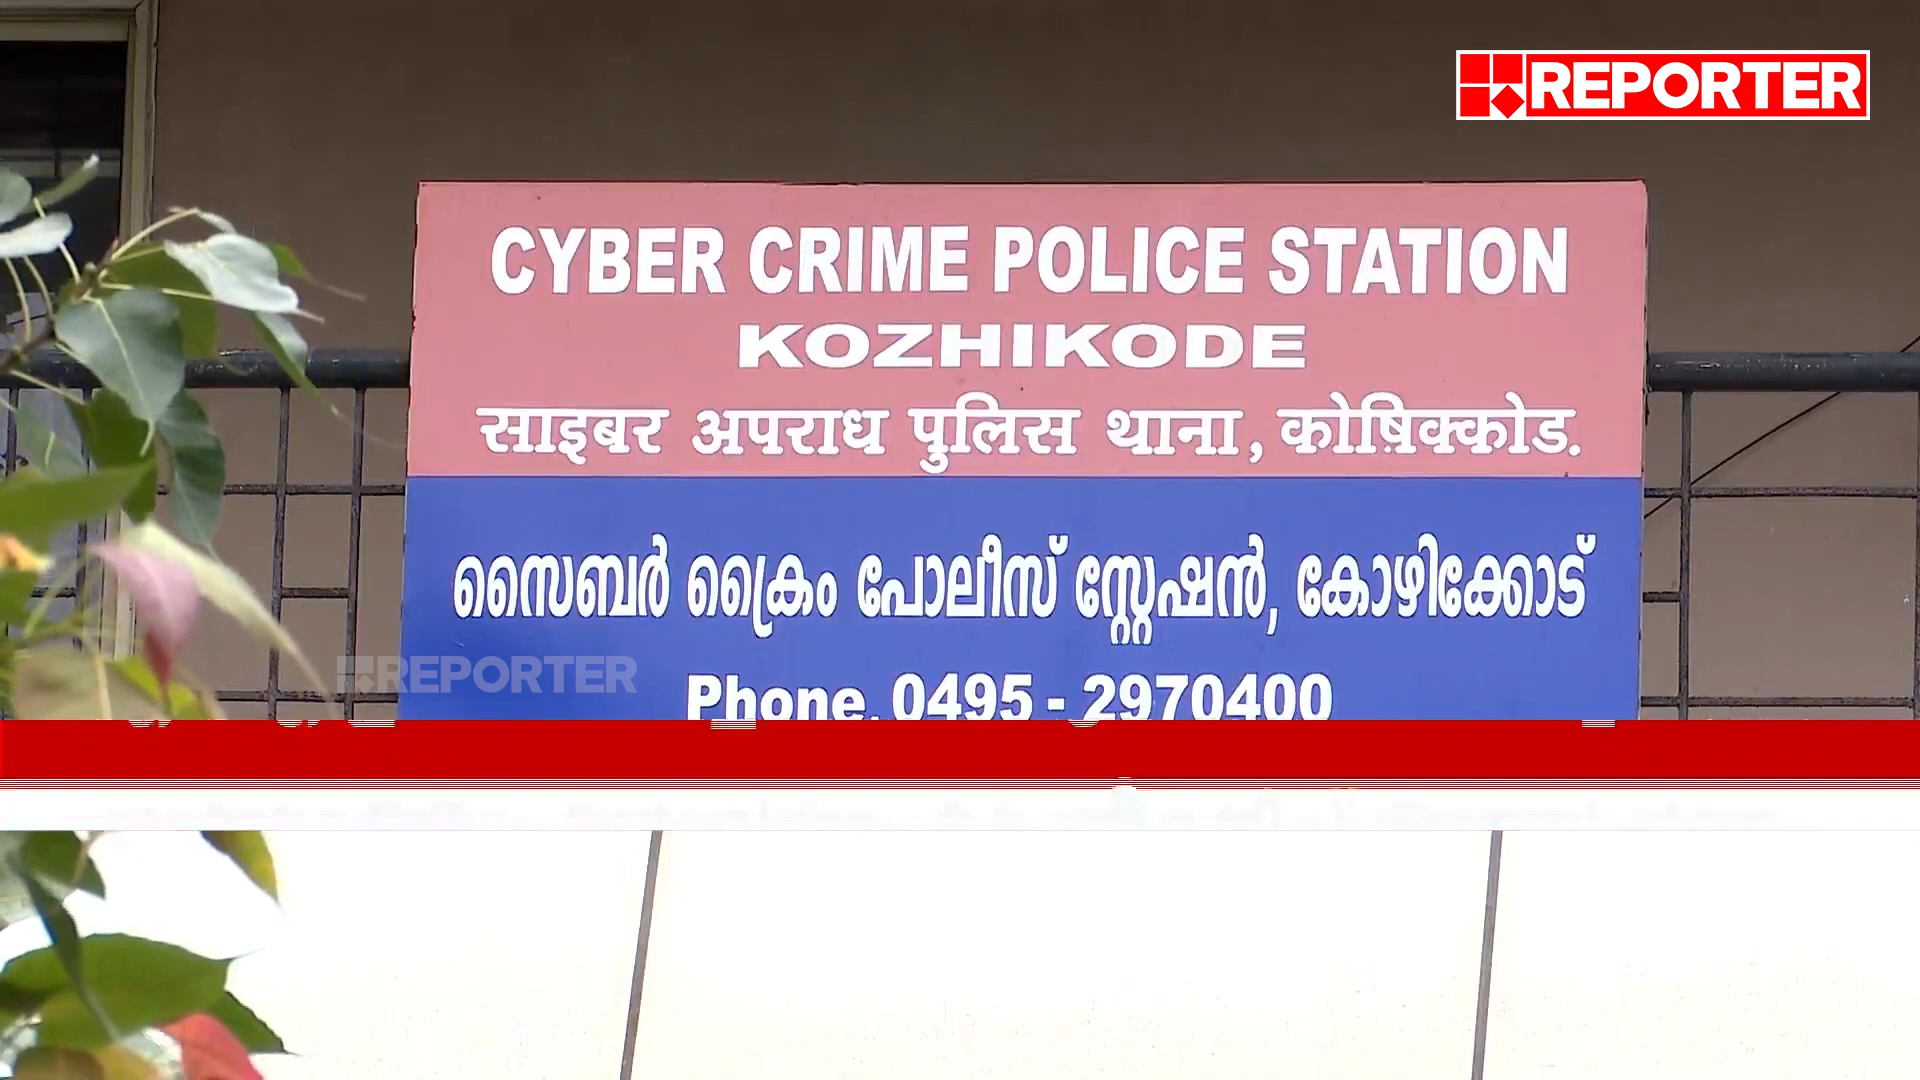 REPORTER
CYBER CRIME POLICE STATION
KOZHIKODE
साइबर अपराध पुलिस थाना, कोषिक्कोड.
സൈബർ ക്രൈം പോലീസ് സ്റ്റേഷൻ, കോഴിക്കോട്
REPORTER
Phone. 0495 - 2970400